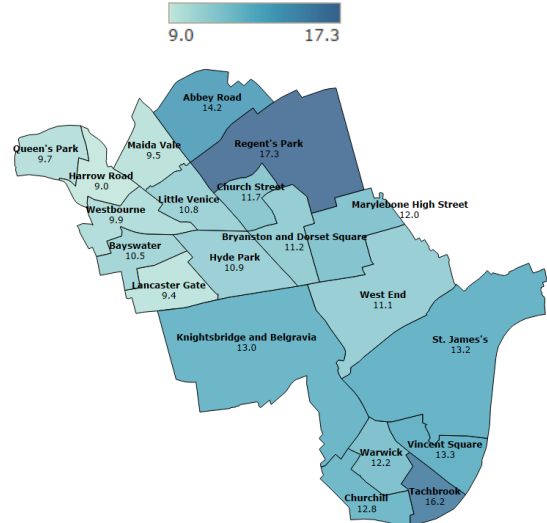 9.0 17.3
Abbey Road
14.2
Regent's Park
17.3
Maida Vale
9.5
Queen's Park
9.7
Harrow Road
9.0
Church Street
11.7
Little Venice
10.8
Marylebone High Street
12.0
Westbourne
9.9
Bryanston and Dorset Square
11.2
Bayswater
10.5
Hyde Park
10.9
Lancaster Gate
9.4
West End
11.1
Knightsbridge and Belgravia
13.0
St. James's
13.2
Vincent Square
13.3
Warwick
12.2
Tachbrook
16.2
Churchill
12.8